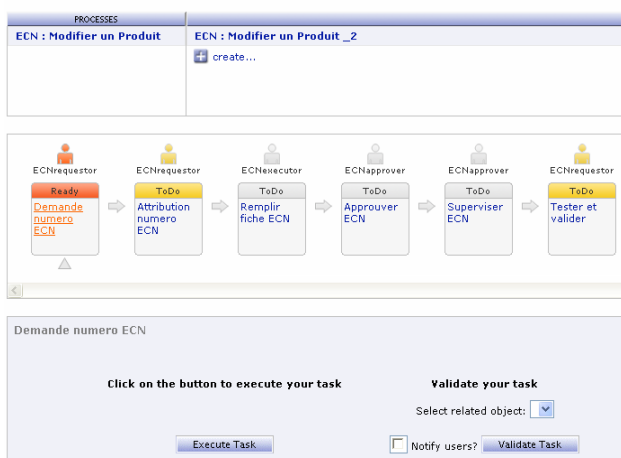 PROCESSES
ECN : Modifier un Produit
ECN : Modifier un Produit _2
create...
ECNrequestor
ECNrequestor
ECNexecutor
ECNapprover
ECNapprover
ECNrequestor
Ready
ToDo
ToDo
ToDo
ToDo
ToDo
Demande
numero
ECN
Attribution
numero
ECN
Remplir
fiche ECN
Approuver
ECN
Superviser
ECN
Tester et
valider
Demande numero ECN
Click on the button to execute your task
Validate your task
Select related object:
Execute Task
Notify users?
Validate Task